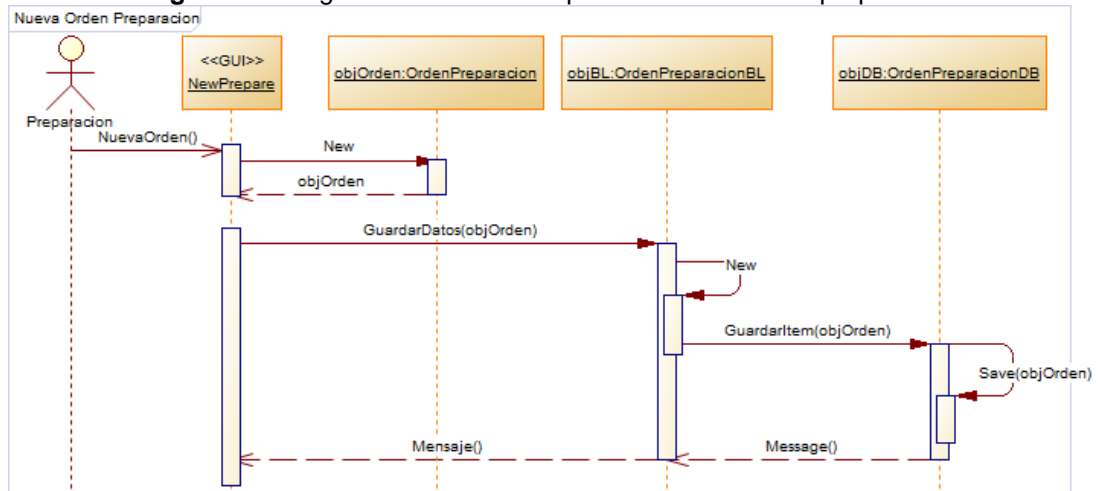 Nueva Orden Preparacion
<<GUI>>
NewPrepare
objOrden:OrdenPreparacion
objBL:OrdenPreparacionBL
objDB:OrdenPreparacionDB
Preparacion
NuevaOrden()
New
objOrden
GuardarDatos(objOrden)
New
GuardarItem(objOrden)
Save(objOrden)
Mensaje()
Message()